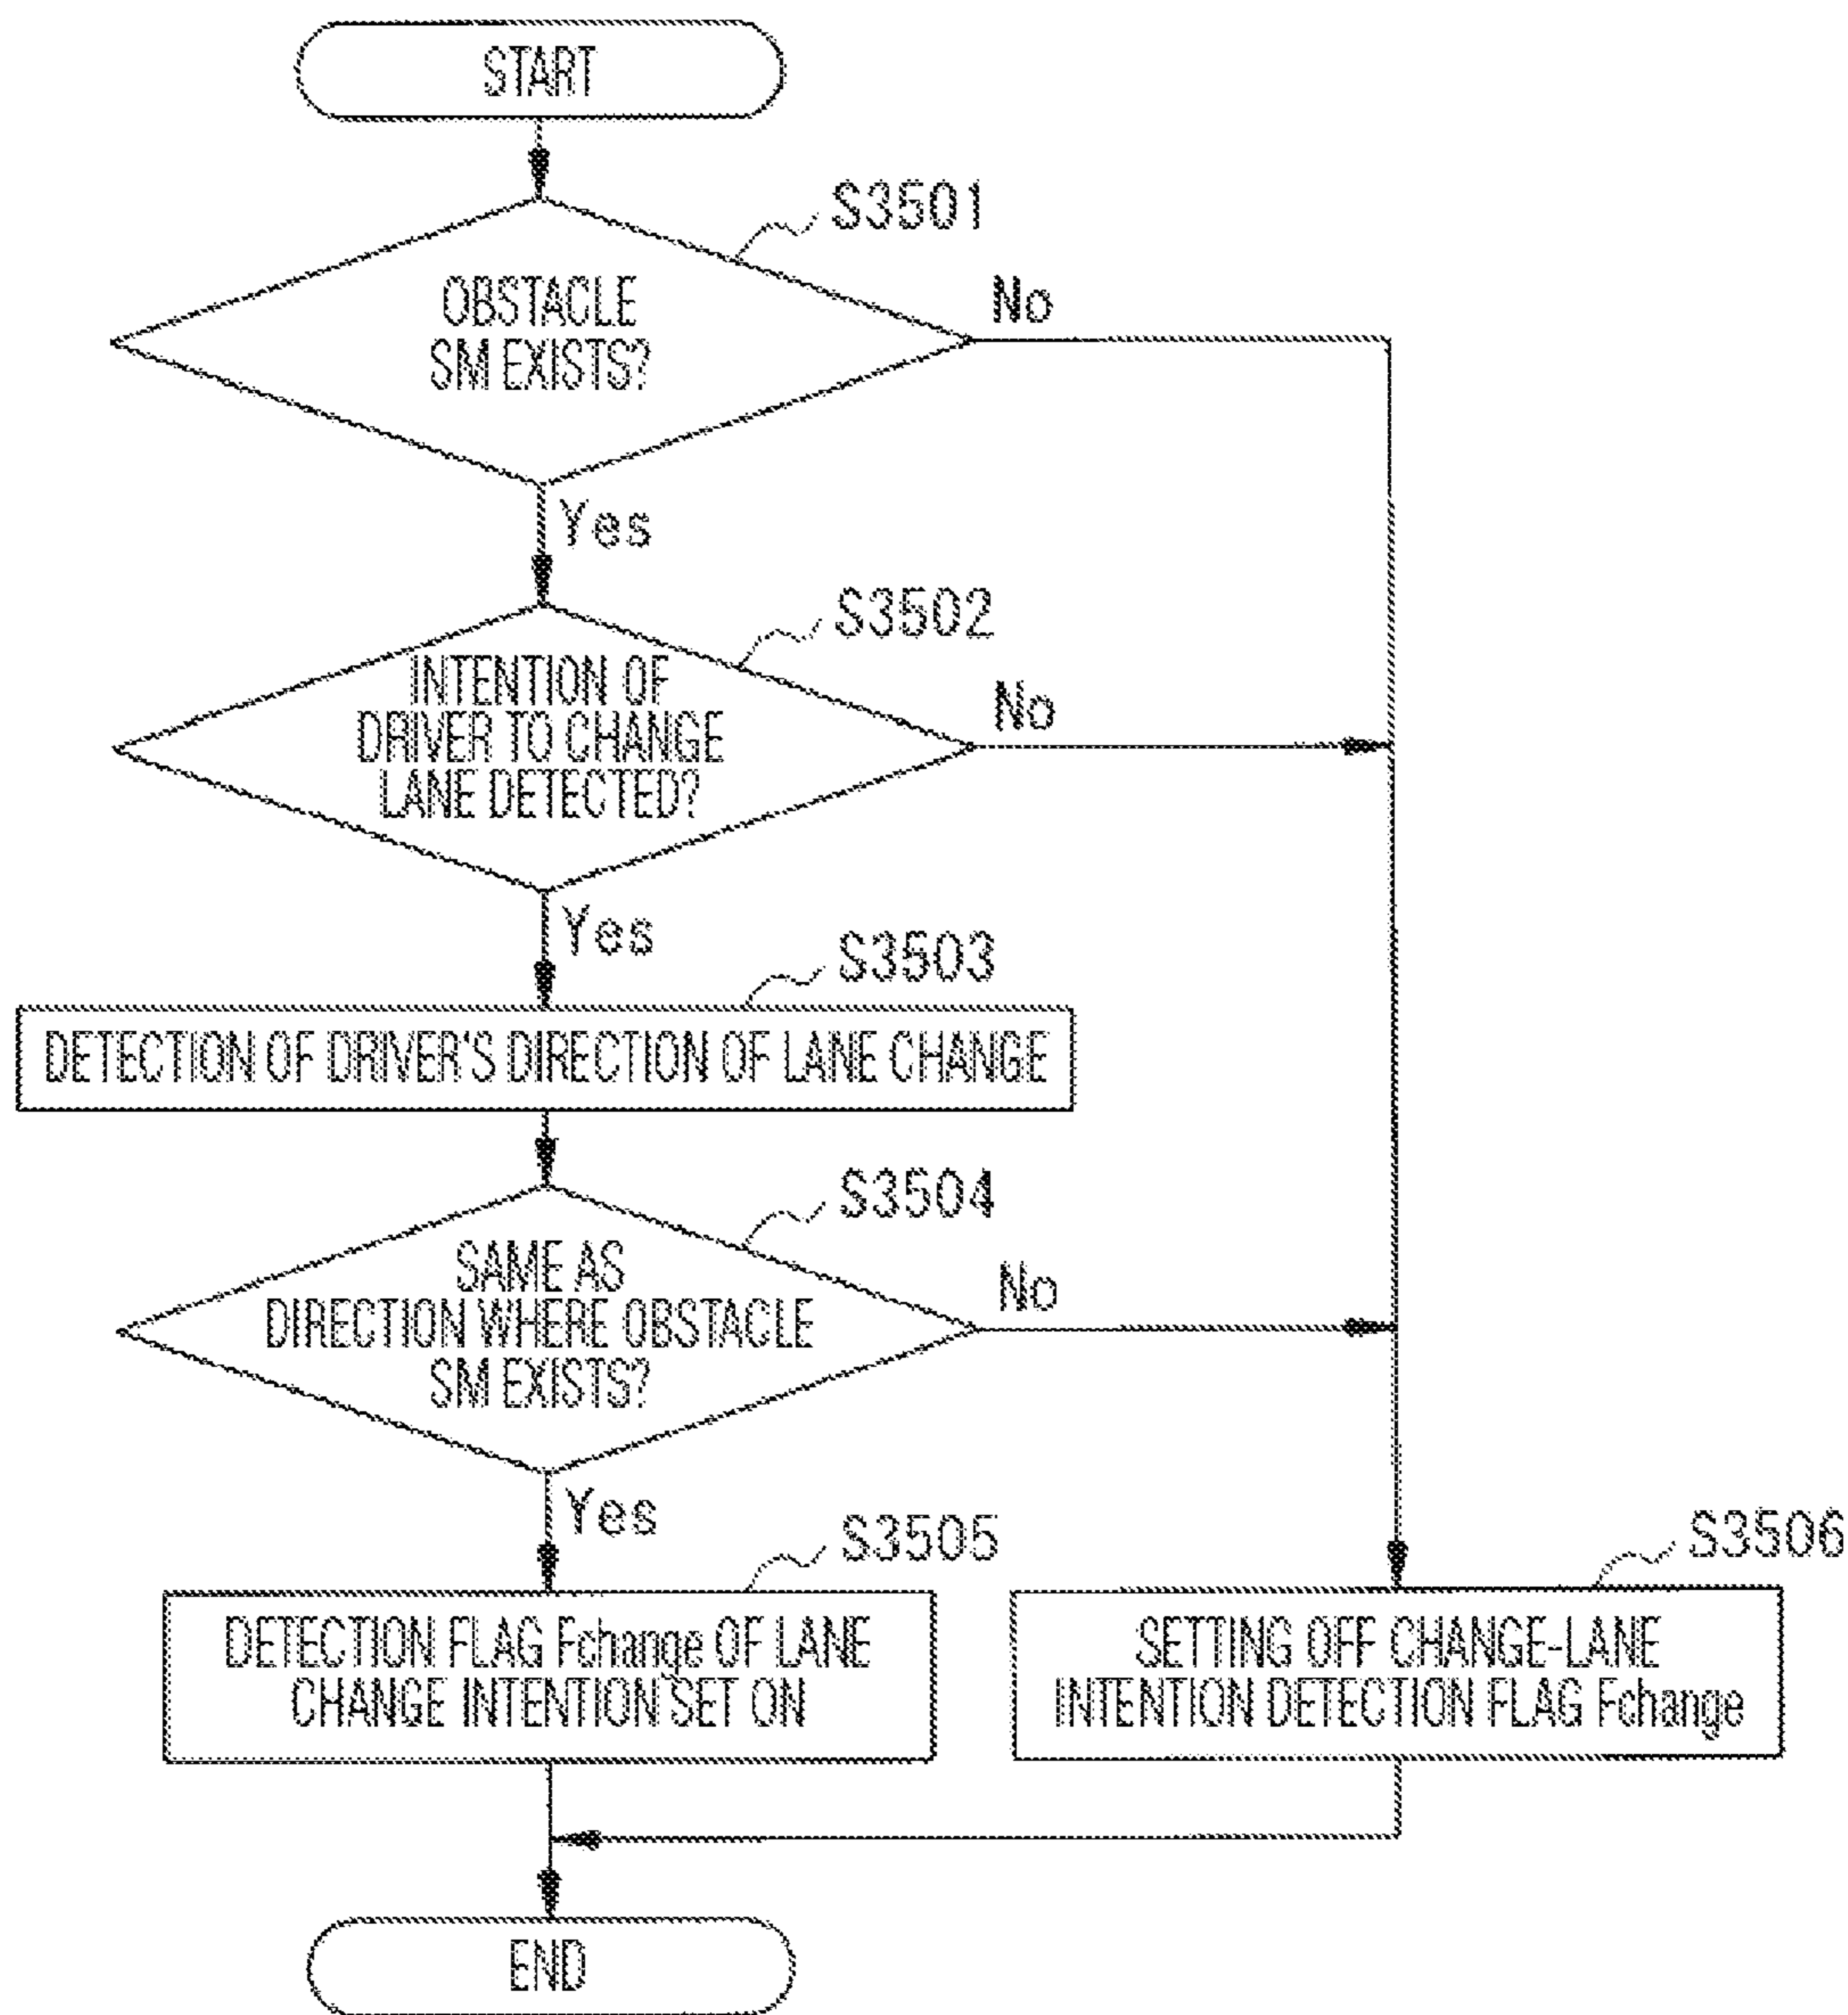 START
S3501
OBSTACLE
SM EXISTS?
No
Yes
S3502
INTENTION OF
DRIVER TO CHANGE
LANE DETECTED?
No
Yes
S3503
DETECTION OF DRIVER'S DIRECTION OF LANE CHANGE
S3504
SAME AS
DIRECTION WHERE OBSTACLE
SM EXISTS?
No
Yes
S3505
DETECTION FLAG Fchange OF LANE
CHANGE INTENTION SET ON
S3506
SETTING OFF CHANGE-LANE
INTENTION DETECTION FLAG Fchange
END